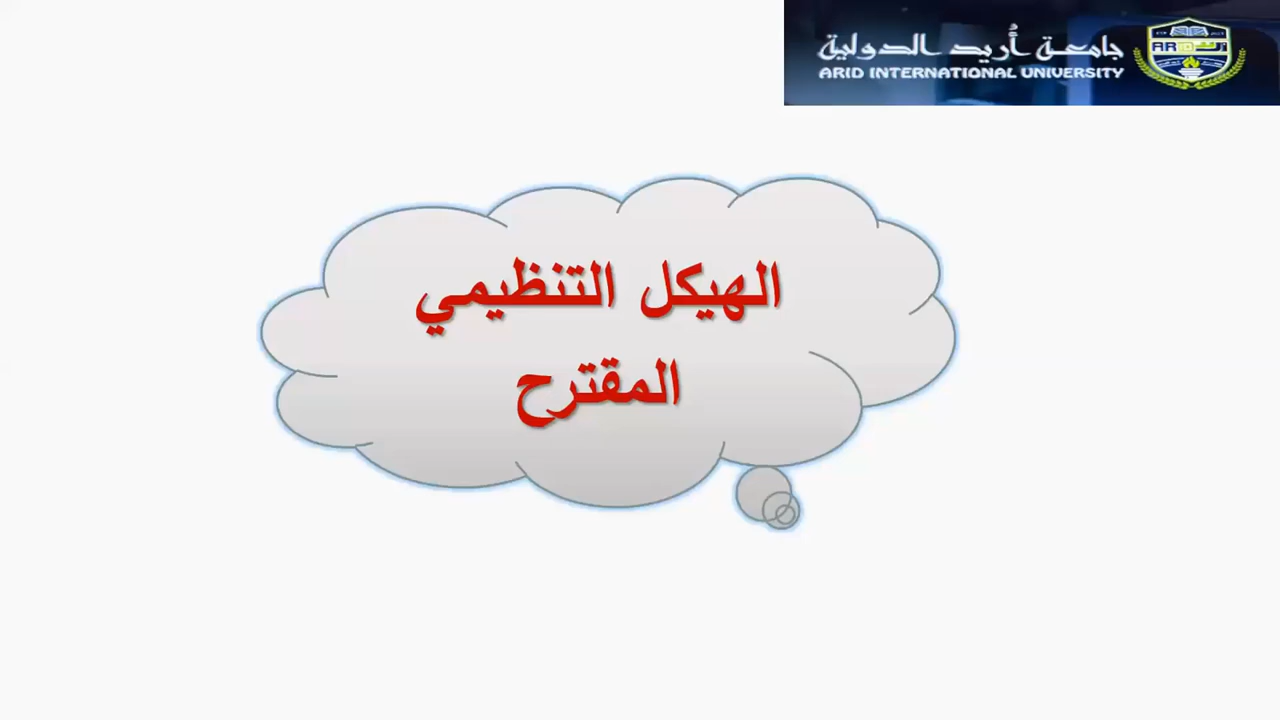 جامعة أريد الدولية
ARID INTERNATIONAL UNIVERSITY
الهيكل التنظيمي
المقترح